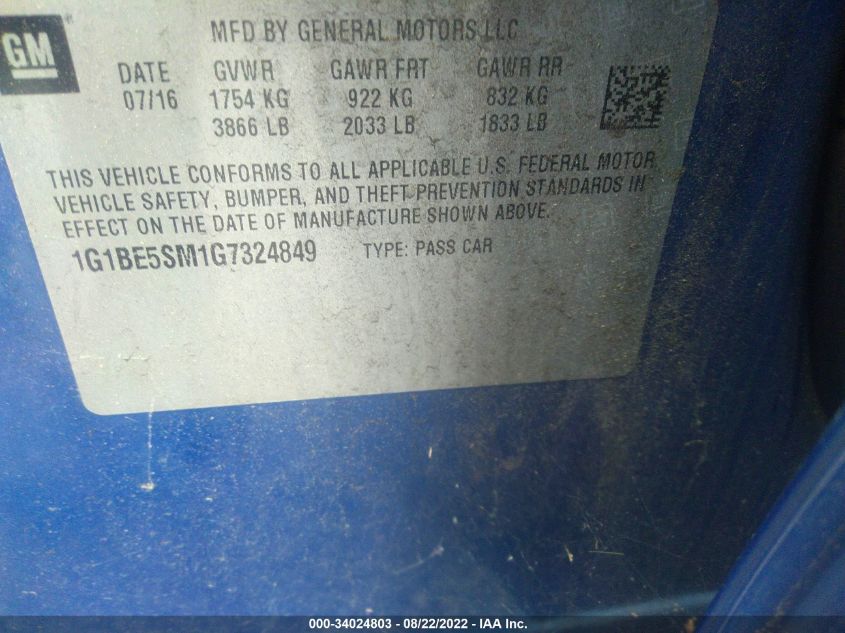 GM
MFD BY GENERAL MOTORS LLC
DATE GVWR GAWR FRT GAWR RR
07/16 1754 KG 922 KG 832 KG
3866 LB 2033 LB 1833 LB
THIS VEHICLE CONFORMS TO ALL APPLICABLE U.S. FEDERAL MOTOR
VEHICLE SAFETY, BUMPER, AND THEFT PREVENTION STANDARDS IN
EFFECT ON THE DATE OF MANUFACTURE SHOWN ABOVE.
1G1BE5SM1G7324849 TYPE: PASS CAR
000-34024803 - 08/22/2022 - IAA Inc.